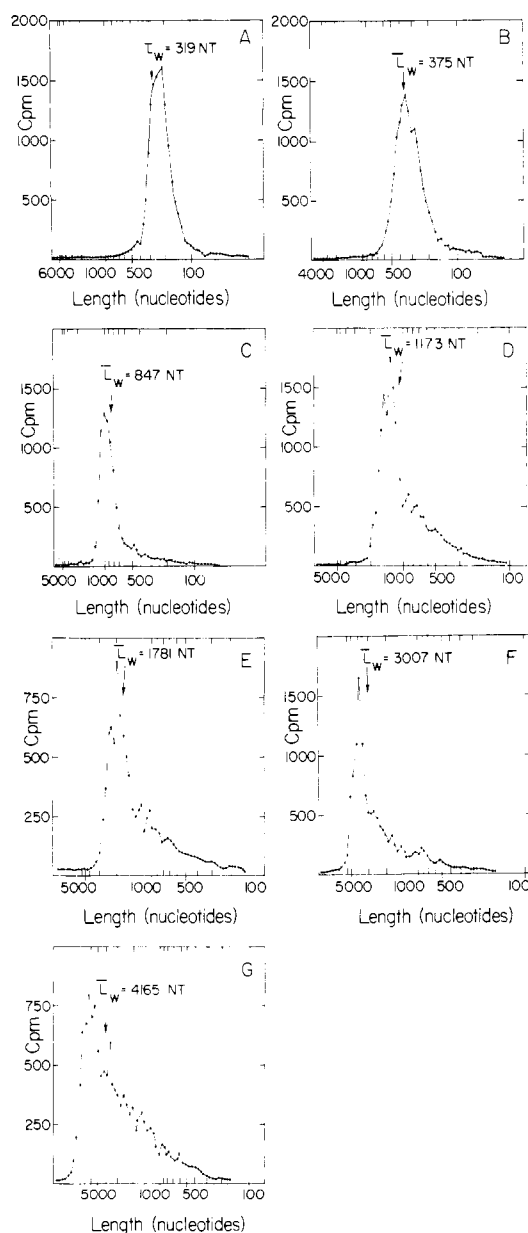 2000
A
L̄w = 319 NT
1500
Cpm
1000
500
6000 1000 500 100
Length (nucleotides)
B
2000
L̄w = 375 NT
1500
Cpm
1000
500
4000 1000 500 100
Length (nucleotides)
C
L̄w = 847 NT
1500
Cpm
1000
500
5000 1000 500 100
Length (nucleotides)
D
L̄w = 1173 NT
1500
Cpm
1000
500
5000 1000 500 100
Length (nucleotides)
E
L̄w = 1781 NT
750
Cpm
500
250
5000 1000 500 100
Length (nucleotides)
F
L̄w = 3007 NT
1500
Cpm
1000
500
5000 1000 500 100
Length (nucleotides)
G
L̄w = 4165 NT
750
Cpm
500
250
5000 1000 500 100
Length (nucleotides)